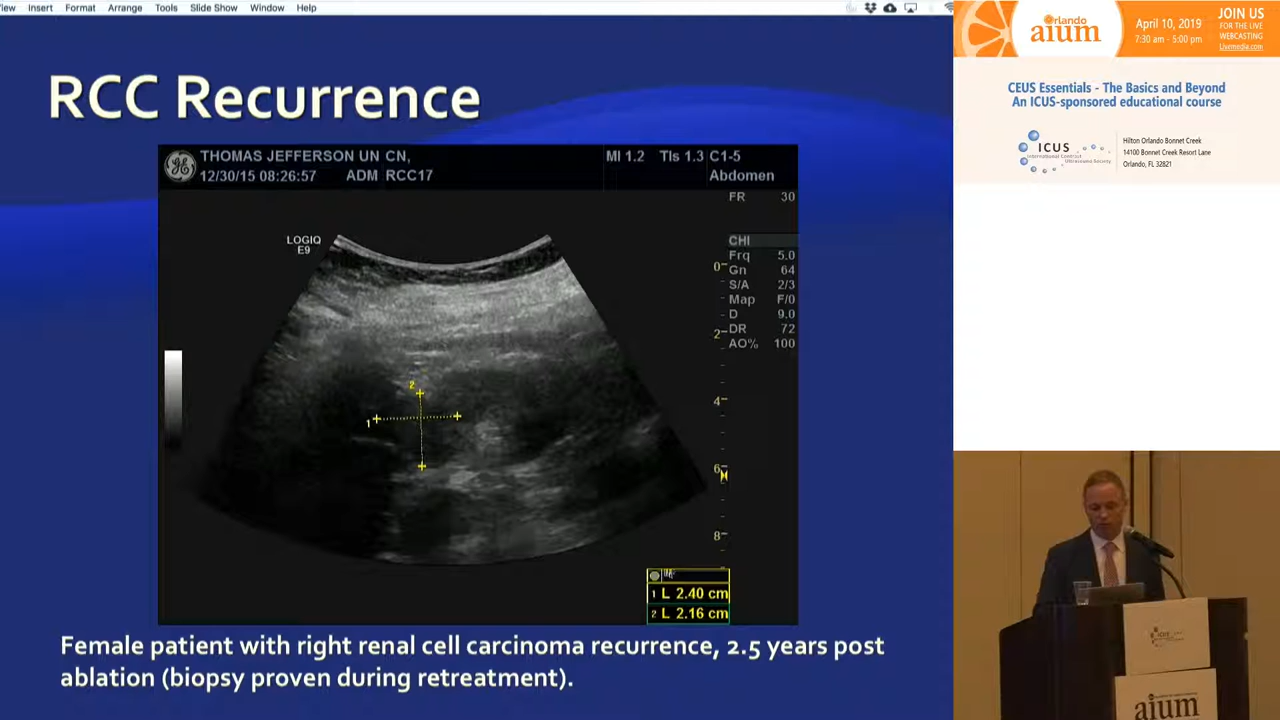 View Insert Format Arrange Tools Slide Show Window Help
RCC Recurrence
THOMAS JEFFERSON UN CN,
12/30/15 08:26:57 ADM RCC17
MI 1.2 TIs 1.3 C1-5
Abdomen
LOGIQ
E9
FR 30
CHI
Frq 5.0
Gn 64
S/A 2/3
Map F/0
D 9.0
DR 72
AO% 100
0
2
4
6
8
2
1
1 L 2.40 cm
2 L 2.16 cm
Female patient with right renal cell carcinoma recurrence, 2.5 years post
ablation (biopsy proven during retreatment).
Orlando
aium
April 10, 2019
7:30 am - 5:00 pm
JOIN US
FOR THE LIVE
WEBCASTING
Livemedia.com
CEUS Essentials - The Basics and Beyond
An ICUS-sponsored educational course
ICUS
International Contrast
Ultrasound Society
Hilton Orlando Bonnet Creek
14100 Bonnet Creek Resort Lane
Orlando, FL 32821
ICUS
aium